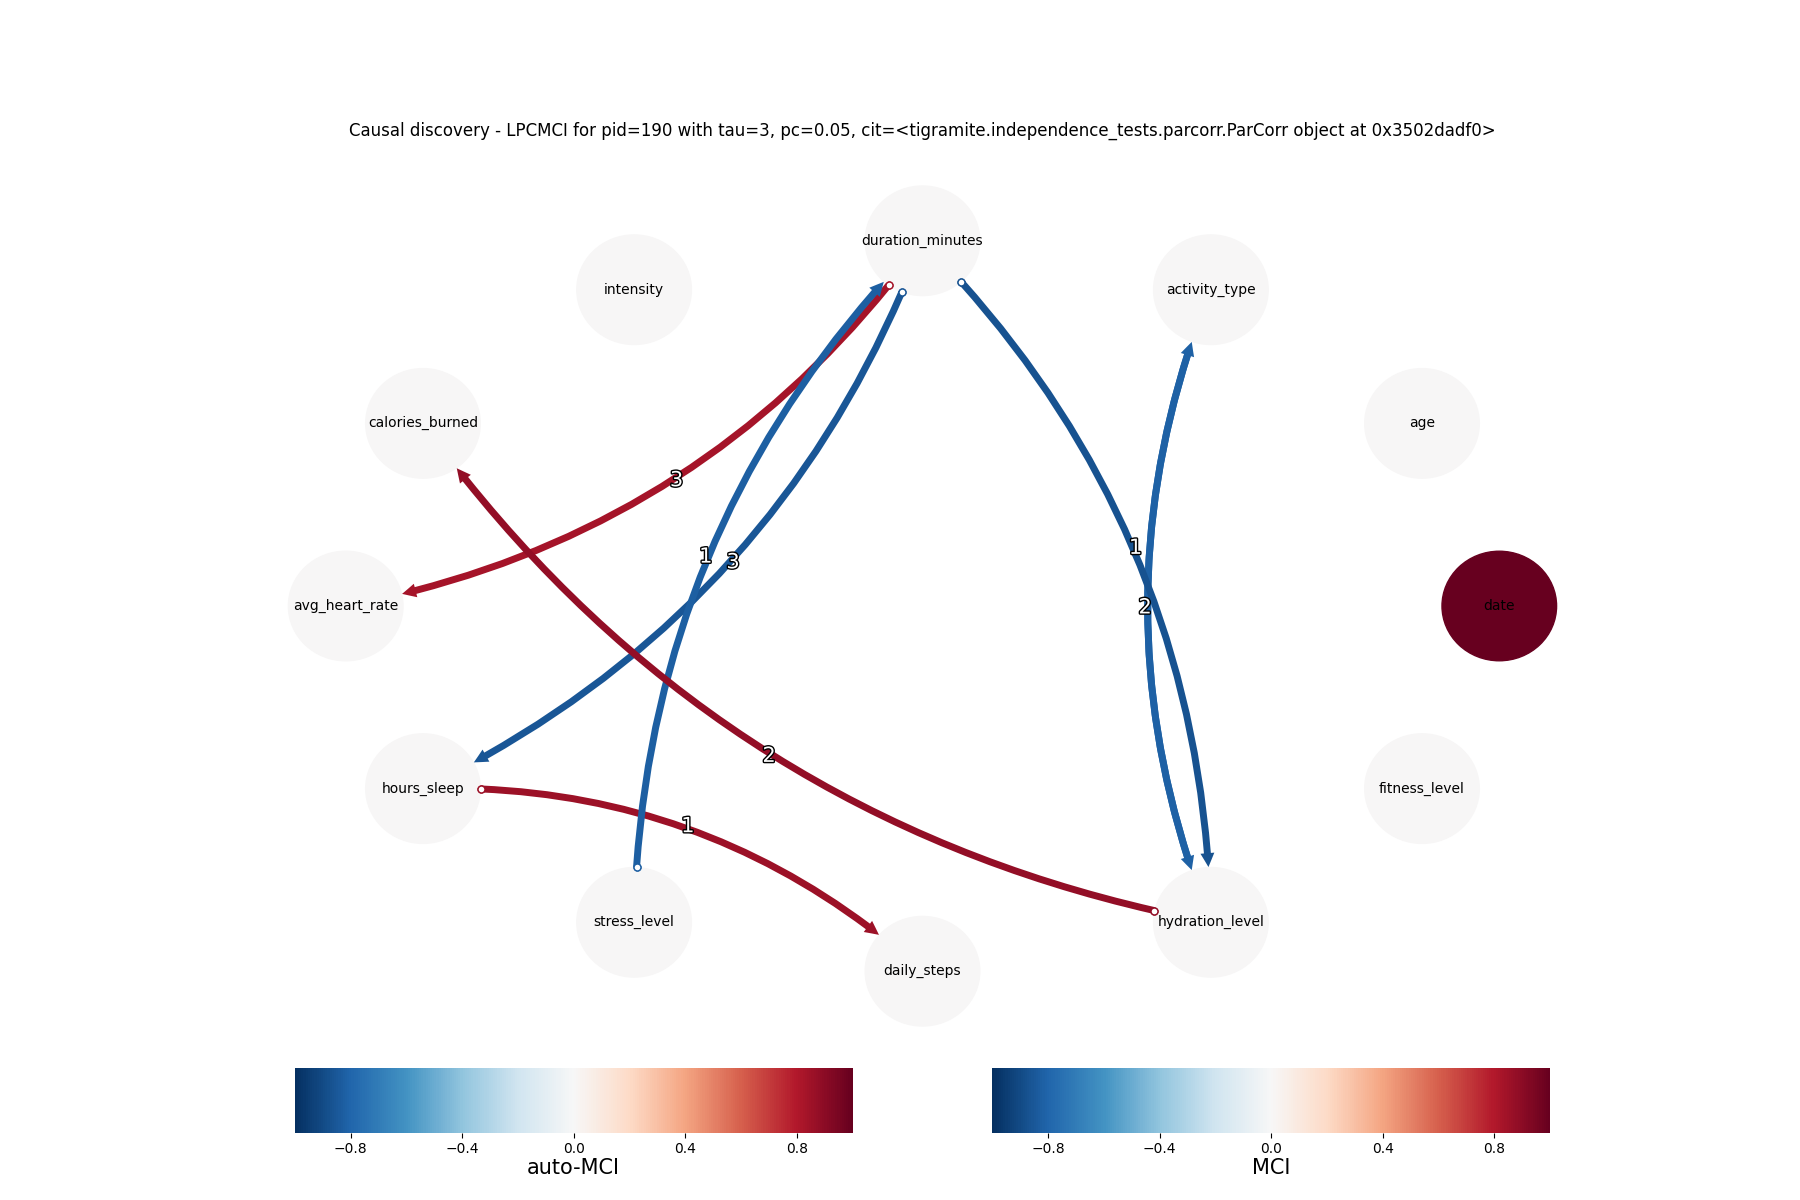 Causal discovery - LPCMCI for pid=190 with tau=3, pc=0.05, cit=<tigramite.independence_tests.parcorr.ParCorr object at 0x3502dadf0>
duration_minutes
intensity
activity_type
calories_burned
age
3
1
3
1
avg_heart_rate
2
date
2
hours_sleep
fitness_level
1
stress_level
hydration_level
daily_steps
−0.8 −0.4 0.0 0.4 0.8
auto-MCI
−0.8 −0.4 0.0 0.4 0.8
MCI